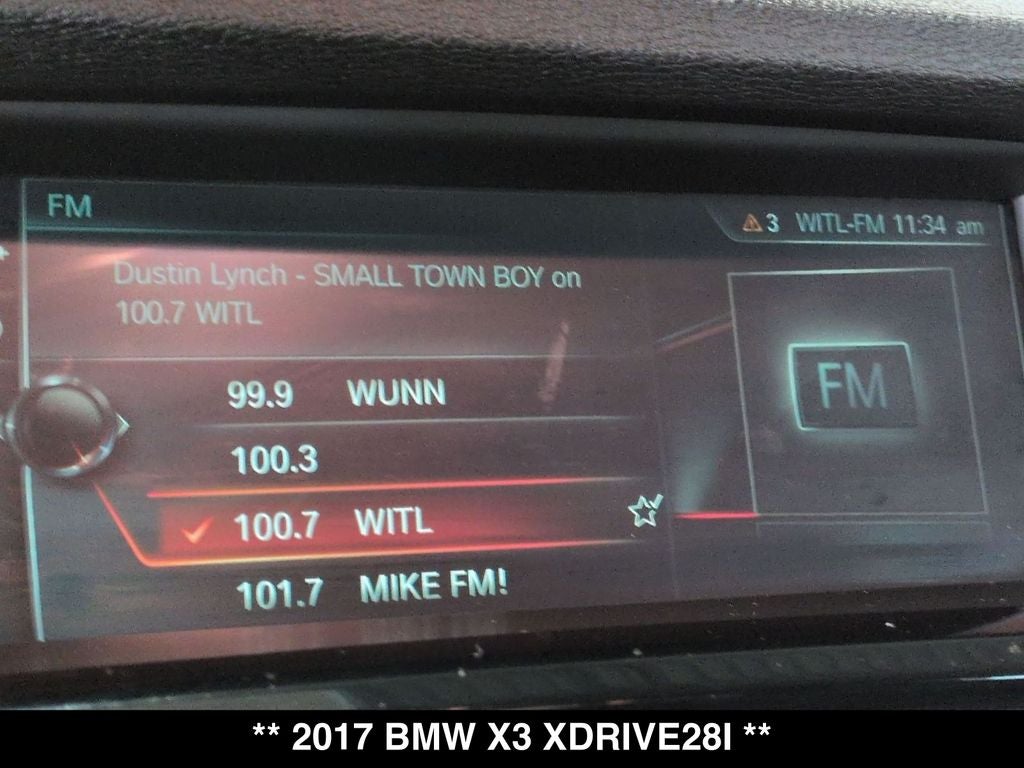 FM
3 WITL-FM 11:34 am
Dustin Lynch - SMALL TOWN BOY on
100.7 WITL
99.9 WUNN
100.3
100.7 WITL
101.7 MIKE FM!
FM
** 2017 BMW X3 XDRIVE28I **